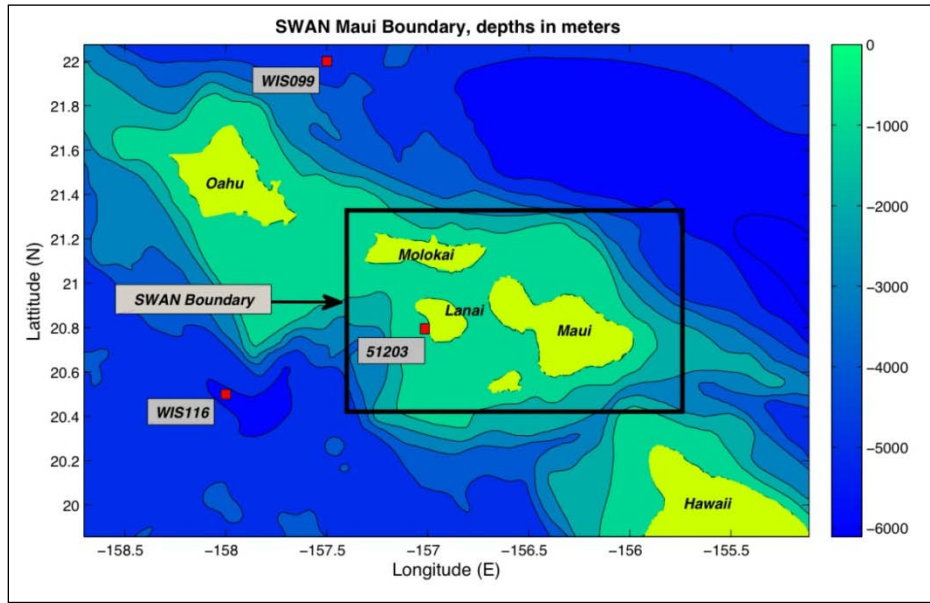 SWAN Maui Boundary, depths in meters
22
21.8
21.6
21.4
21.2
21
20.8
20.6
20.4
20.2
20
Lattitude (N)
WIS099
Oahu
Molokai
SWAN Boundary
Lanai
Maui
51203
WIS116
Hawaii
−158.5
−158
−157.5
−157
−156.5
−156
−155.5
Longitude (E)
0
−1000
−2000
−3000
−4000
−5000
−6000